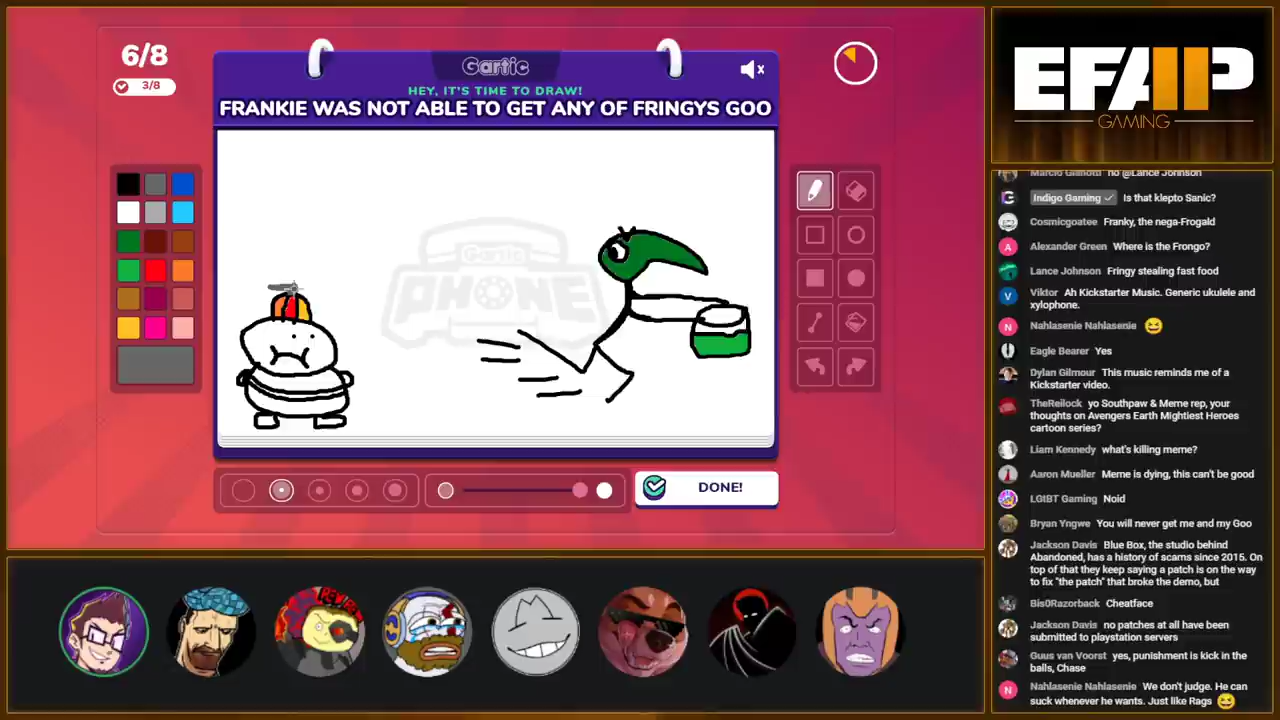 6/8
3/8
Gartic
HEY, IT'S TIME TO DRAW!
FRANKIE WAS NOT ABLE TO GET ANY OF FRINGYS GOO
Gartic
PHONE
DONE!
EFAP
GAMING
Marcio Gilinotti no @Lance Johnson
Indigo Gaming ✓ Is that klepto Sanic?
Cosmicgoatee Franky, the nega-Frogald
Alexander Green Where is the Frongo?
Lance Johnson Fringy stealing fast food
Viktor Ah Kickstarter Music. Generic ukulele and
xylophone.
Nahlasenie Nahlasenie 😆
Eagle Bearer Yes
Dylan Gilmour This music reminds me of a
Kickstarter video.
TheReilock yo Southpaw & Meme rep, your
thoughts on Avengers Earth Mightiest Heroes
cartoon series?
Liam Kennedy what's killing meme?
Aaron Mueller Meme is dying, this can't be good
LGtBT Gaming Noid
Bryan Yngwe You will never get me and my Goo
Jackson Davis Blue Box, the studio behind
Abandoned, has a history of scams since 2015. On
top of that they keep saying a patch is on the way
to fix "the patch" that broke the demo, but
Bis0Razorback Cheatface
Jackson Davis no patches at all have been
submitted to playstation servers
Guus van Voorst yes, punishment is kick in the
balls, Chase
Nahlasenie Nahlasenie We don't judge. He can
suck whenever he wants. Just like Rags 😆